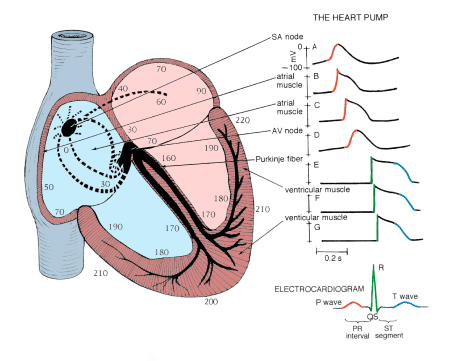 THE HEART PUMP
SA node
0 A
mV
-100
atrial
muscle
B
atrial
muscle
C
AV node
D
Purkinje fiber
E
ventricular muscle
F
ventricular muscle
G
0.2 s
70
40
60
90
220
0
30
70
160
190
50
30
70
180
210
190
170
170
180
210
200
R
ELECTROCARDIOGRAM
P wave
T wave
QS
PR
interval
ST
segment